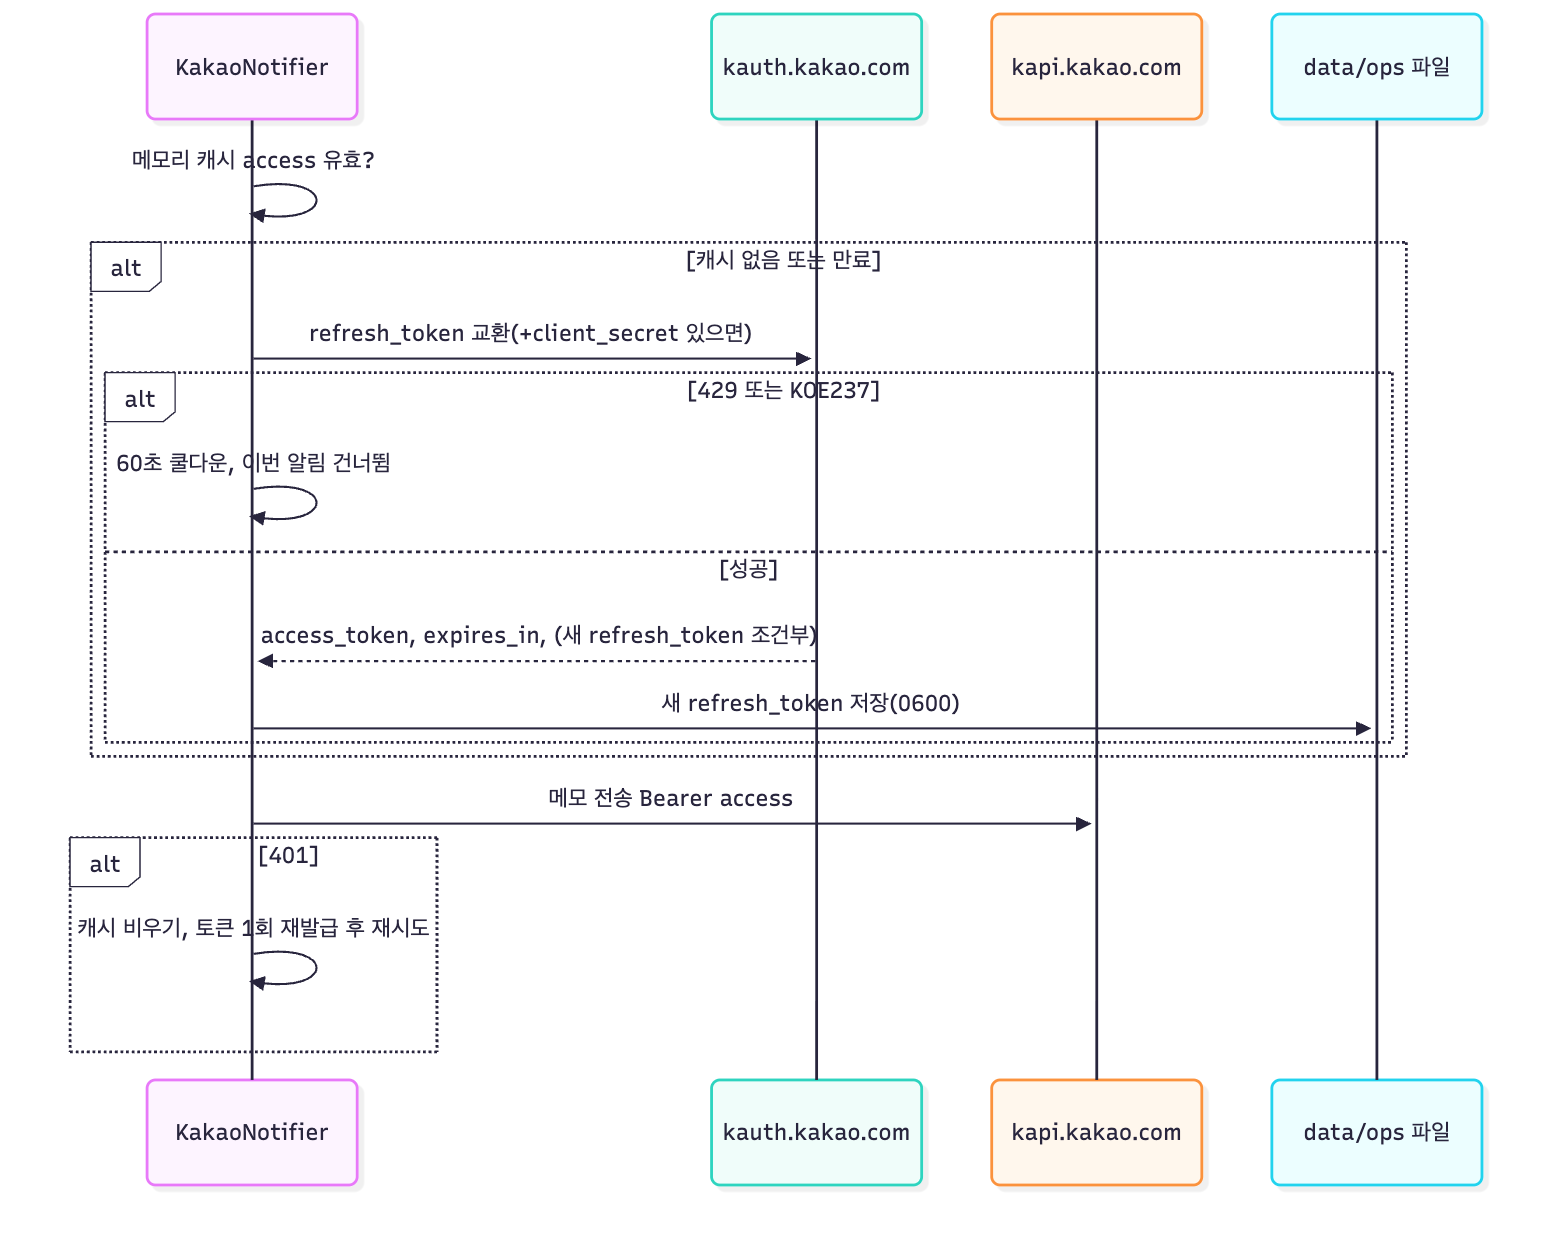 KakaoNotifier
kauth.kakao.com
kapi.kakao.com
data/ops 파일
메모리 캐시 access 유효?
alt
[캐시 없음 또는 만료]
refresh_token 교환(+client_secret 있으면)
alt
[429 또는 KOE237]
60초 쿨다운, 이번 알림 건너뜀
[성공]
access_token, expires_in, (새 refresh_token 조건부)
새 refresh_token 저장(0600)
메모 전송 Bearer access
alt
[401]
캐시 비우기, 토큰 1회 재발급 후 재시도
KakaoNotifier
kauth.kakao.com
kapi.kakao.com
data/ops 파일